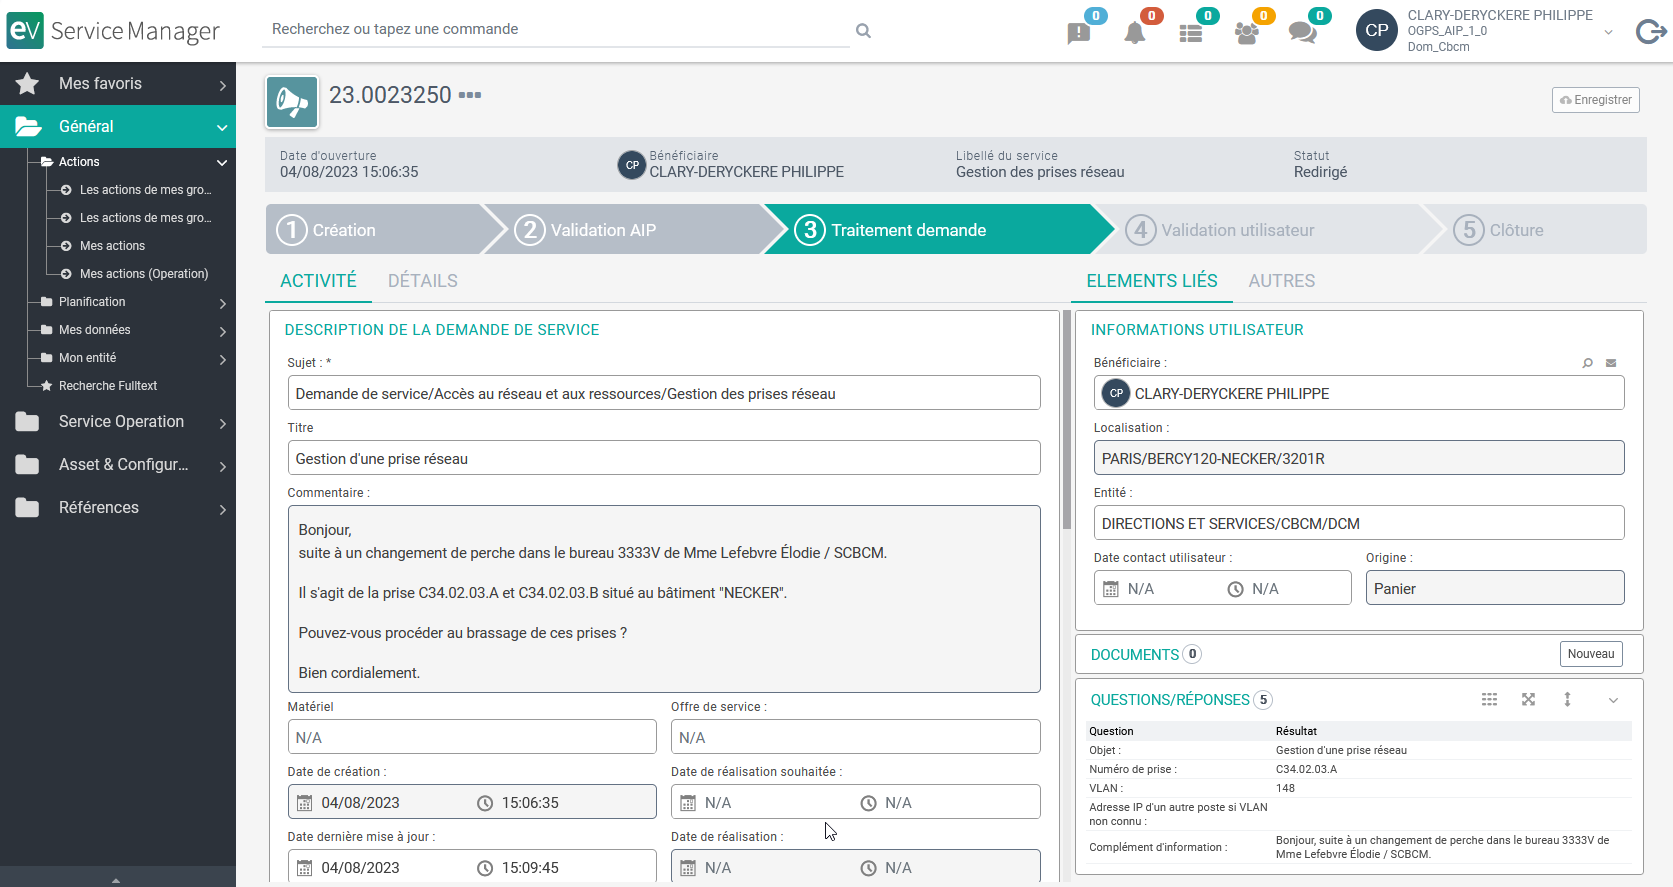 eV Service Manager
Recherchez ou tapez une commande
0
0
0
0
0
CP
CLARY-DERYCKERE PHILIPPE
OGPS_AIP_1_0
Dom_Cbcm
Mes favoris
Général
Actions
Les actions de mes gro...
Les actions de mes gro...
Mes actions
Mes actions (Operation)
Planification
Mes données
Mon entité
Recherche Fulltext
Service Operation
Asset & Configur...
Références
23.0023250
Enregistrer
Date d'ouverture
04/08/2023 15:06:35
CP
Bénéficiaire
CLARY-DERYCKERE PHILIPPE
Libellé du service
Gestion des prises réseau
Statut
Redirigé
1 Création
2 Validation AIP
3 Traitement demande
4 Validation utilisateur
5 Clôture
ACTIVITÉ
DÉTAILS
DESCRIPTION DE LA DEMANDE DE SERVICE
Sujet : *
Demande de service/Accès au réseau et aux ressources/Gestion des prises réseau
Titre
Gestion d'une prise réseau
Commentaire :
Bonjour,
suite à un changement de perche dans le bureau 3333V de Mme Lefebvre Élodie / SCBCM.
Il s'agit de la prise C34.02.03.A et C34.02.03.B situé au bâtiment "NECKER".
Pouvez-vous procéder au brassage de ces prises ?
Bien cordialement.
Matériel
N/A
Offre de service :
N/A
Date de création :
04/08/2023 15:06:35
Date de réalisation souhaitée :
N/A N/A
Date dernière mise à jour :
04/08/2023 15:09:45
Date de réalisation :
N/A N/A
ELEMENTS LIÉS
AUTRES
INFORMATIONS UTILISATEUR
Bénéficiaire :
CP CLARY-DERYCKERE PHILIPPE
Localisation :
PARIS/BERCY120-NECKER/3201R
Entité :
DIRECTIONS ET SERVICES/CBCM/DCM
Date contact utilisateur :
N/A N/A
Origine :
Panier
DOCUMENTS 0
Nouveau
QUESTIONS/RÉPONSES 5
Question Résultat
Objet : Gestion d'une prise réseau
Numéro de prise : C34.02.03.A
VLAN : 148
Adresse IP d'un autre poste si VLAN
non connu :
Complément d'information : Bonjour, suite à un changement de perche dans le bureau 3333V de
Mme Lefebvre Élodie / SCBCM.